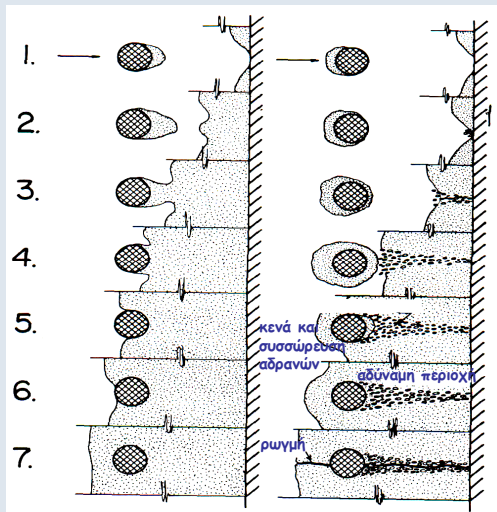 1.
2.
3.
4.
5.
κενά και
συσσώρευση
αδρανών
αδύναμη περιοχή
6.
ρωγμή
7.